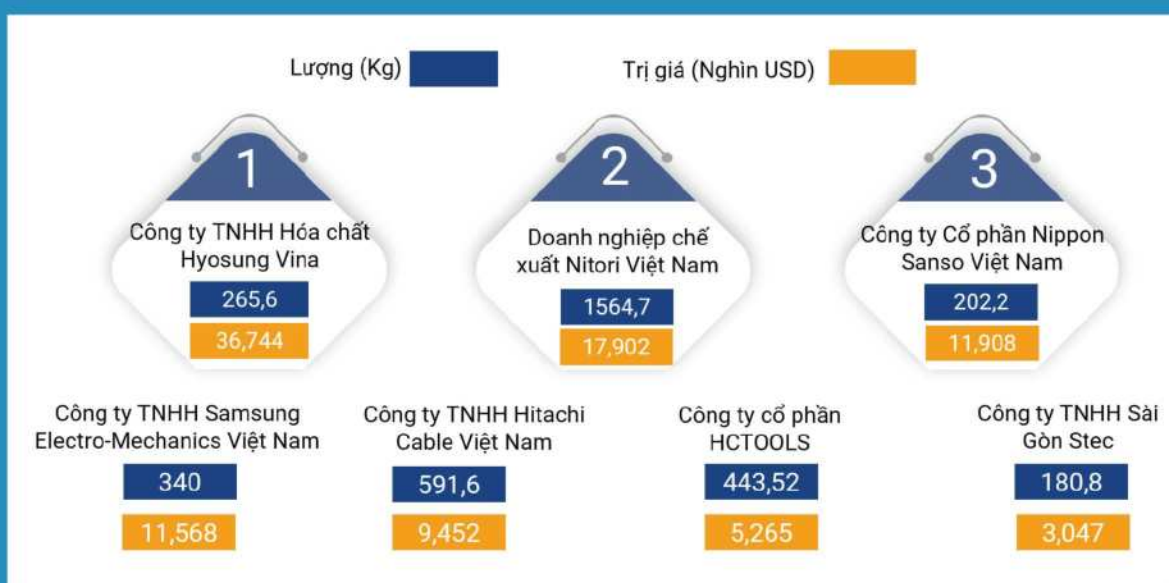 Lượng (Kg)
Trị giá (Nghìn USD)
1
Công ty TNHH Hóa chất
Hyosung Vina
265,6
36,744
2
Doanh nghiệp chế
xuất Nitori Việt Nam
1564,7
17,902
3
Công ty Cổ phần Nippon
Sanso Việt Nam
202,2
11,908
Công ty TNHH Samsung
Electro-Mechanics Việt Nam
340
11,568
Công ty TNHH Hitachi
Cable Việt Nam
591,6
9,452
Công ty cổ phần
HCTOOLS
443,52
5,265
Công ty TNHH Sài
Gòn Stec
180,8
3,047